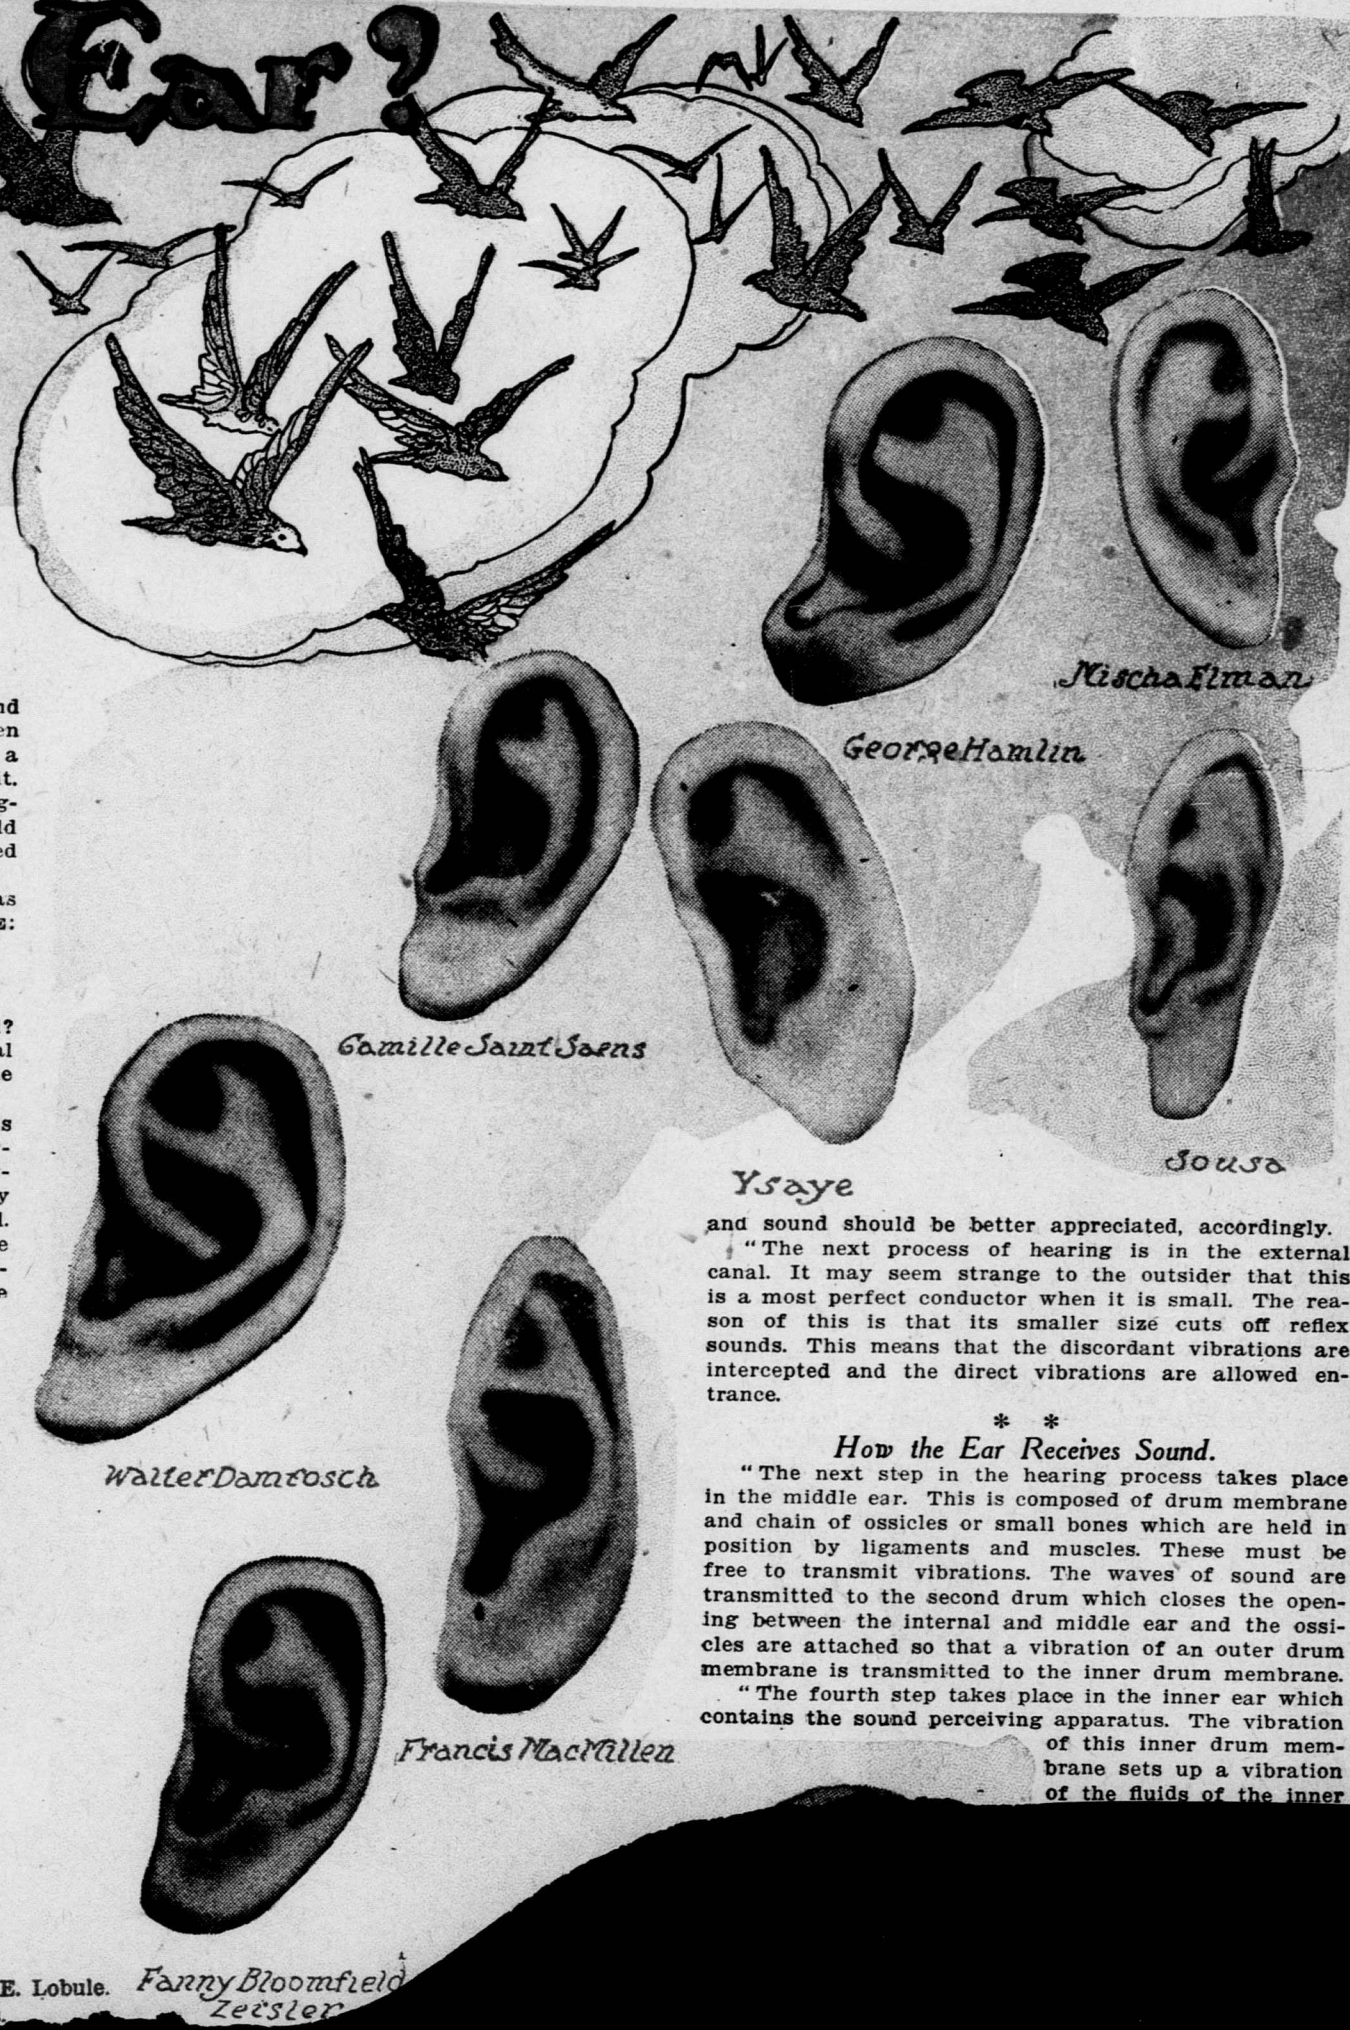 Ear?
nd
en
a
t.
g-
ld
ed
as
E:
?
al
e
s
-
-
y
l.
e
-
e
Mischa Elman
George Hamlin
Camille Saint Saens
Ysaye
Sousa
Walter Damrosch
Francis MacMillen
E. Lobule.
Fanny Bloomfield
Zeisler
and sound should be better appreciated, accordingly.
"The next process of hearing is in the external
canal. It may seem strange to the outsider that this
is a most perfect conductor when it is small. The rea-
son of this is that its smaller size cuts off reflex
sounds. This means that the discordant vibrations are
intercepted and the direct vibrations are allowed en-
trance.
* *
How the Ear Receives Sound.
"The next step in the hearing process takes place
in the middle ear. This is composed of drum membrane
and chain of ossicles or small bones which are held in
position by ligaments and muscles. These must be
free to transmit vibrations. The waves of sound are
transmitted to the second drum which closes the open-
ing between the internal and middle ear and the ossi-
cles are attached so that a vibration of an outer drum
membrane is transmitted to the inner drum membrane.
"The fourth step takes place in the inner ear which
contains the sound perceiving apparatus. The vibration
of this inner drum mem-
brane sets up a vibration
of the fluids of the inner